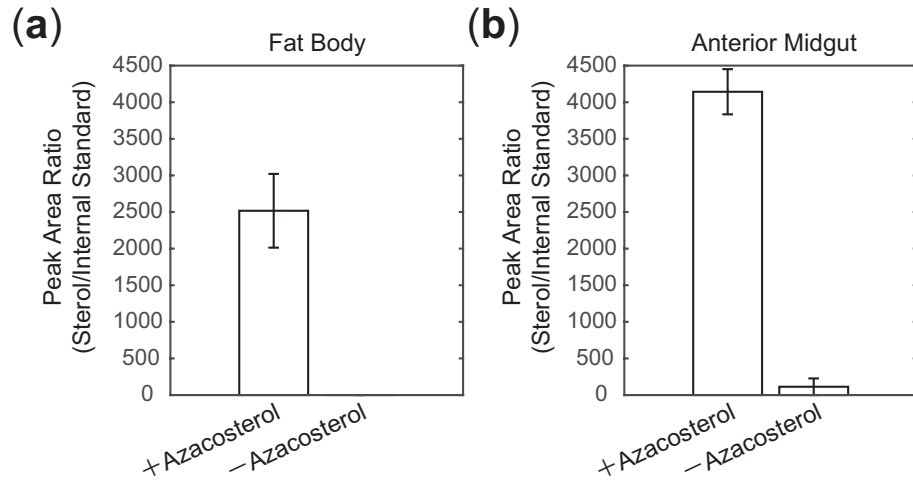 (a)
Fat Body
Peak Area Ratio
(Sterol/Internal Standard)
4500
4000
3500
3000
2500
2000
1500
1000
500
0
+Azacosterol
−Azacosterol
(b)
Anterior Midgut
Peak Area Ratio
(Sterol/Internal Standard)
4500
4000
3500
3000
2500
2000
1500
1000
500
0
+Azacosterol
−Azacosterol